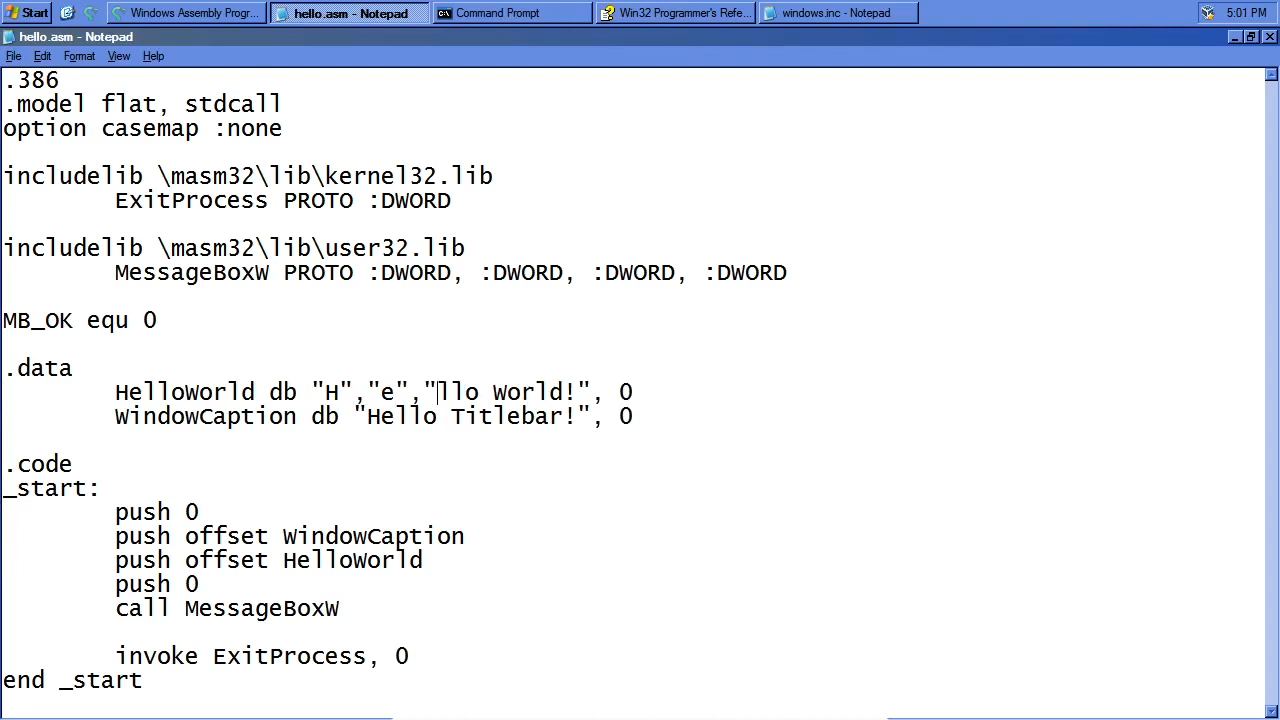 Start
Windows Assembly Progr...
hello.asm - Notepad
Command Prompt
Win32 Programmer's Refe...
windows.inc - Notepad
5:01 PM
hello.asm - Notepad
File Edit Format View Help
.386
.model flat, stdcall
option casemap :none
includelib \masm32\lib\kernel32.lib
ExitProcess PROTO :DWORD
includelib \masm32\lib\user32.lib
MessageBoxW PROTO :DWORD, :DWORD, :DWORD, :DWORD
MB_OK equ 0
.data
HelloWorld db "H","e","llo World!", 0
WindowCaption db "Hello Titlebar!", 0
.code
_start:
push 0
push offset WindowCaption
push offset HelloWorld
push 0
call MessageBoxW
invoke ExitProcess, 0
end _start